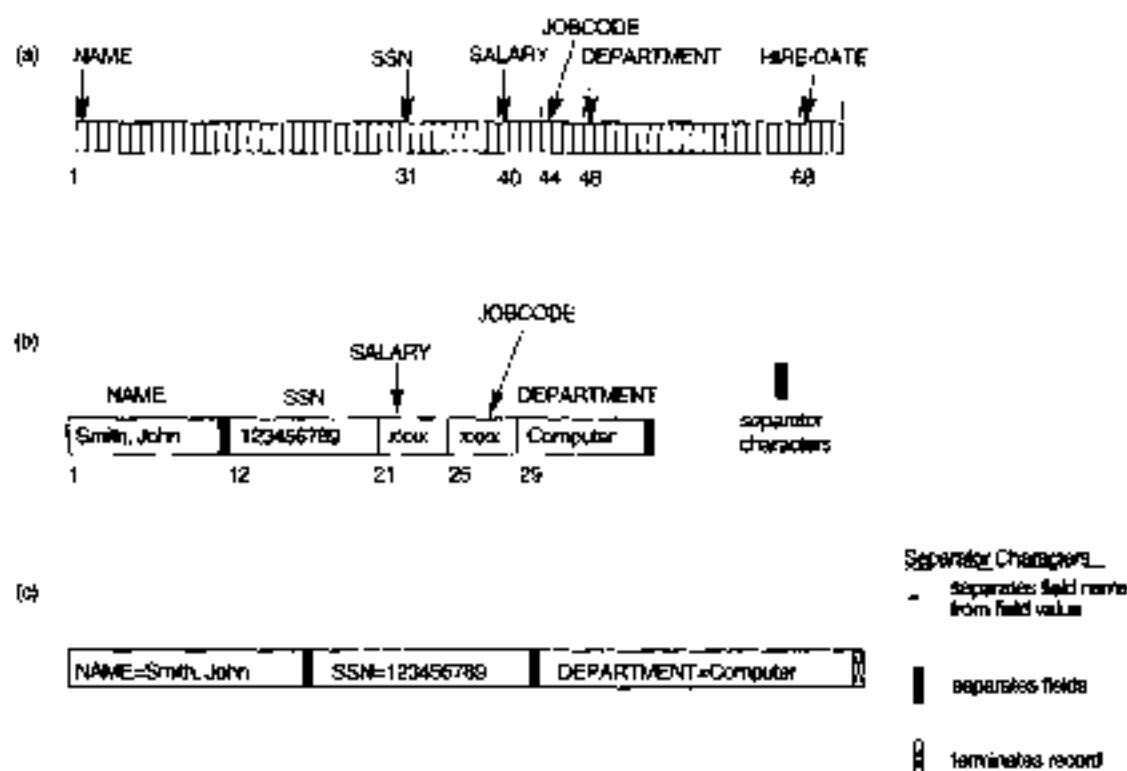 (a)
JOBCODE
NAME
SSN
SALARY
DEPARTMENT
HIRE-DATE
1
31
40
44
48
68
(b)
JOBCODE
SALARY
NAME
SSN
DEPARTMENT
Smith, John
123456789
Computer
separator
characters
1
12
21
25
29
(c)
Separator Characters
separates field name
from field value
NAME=Smith, John
SSN=123456789
DEPARTMENT=Computer
separates fields
terminates record